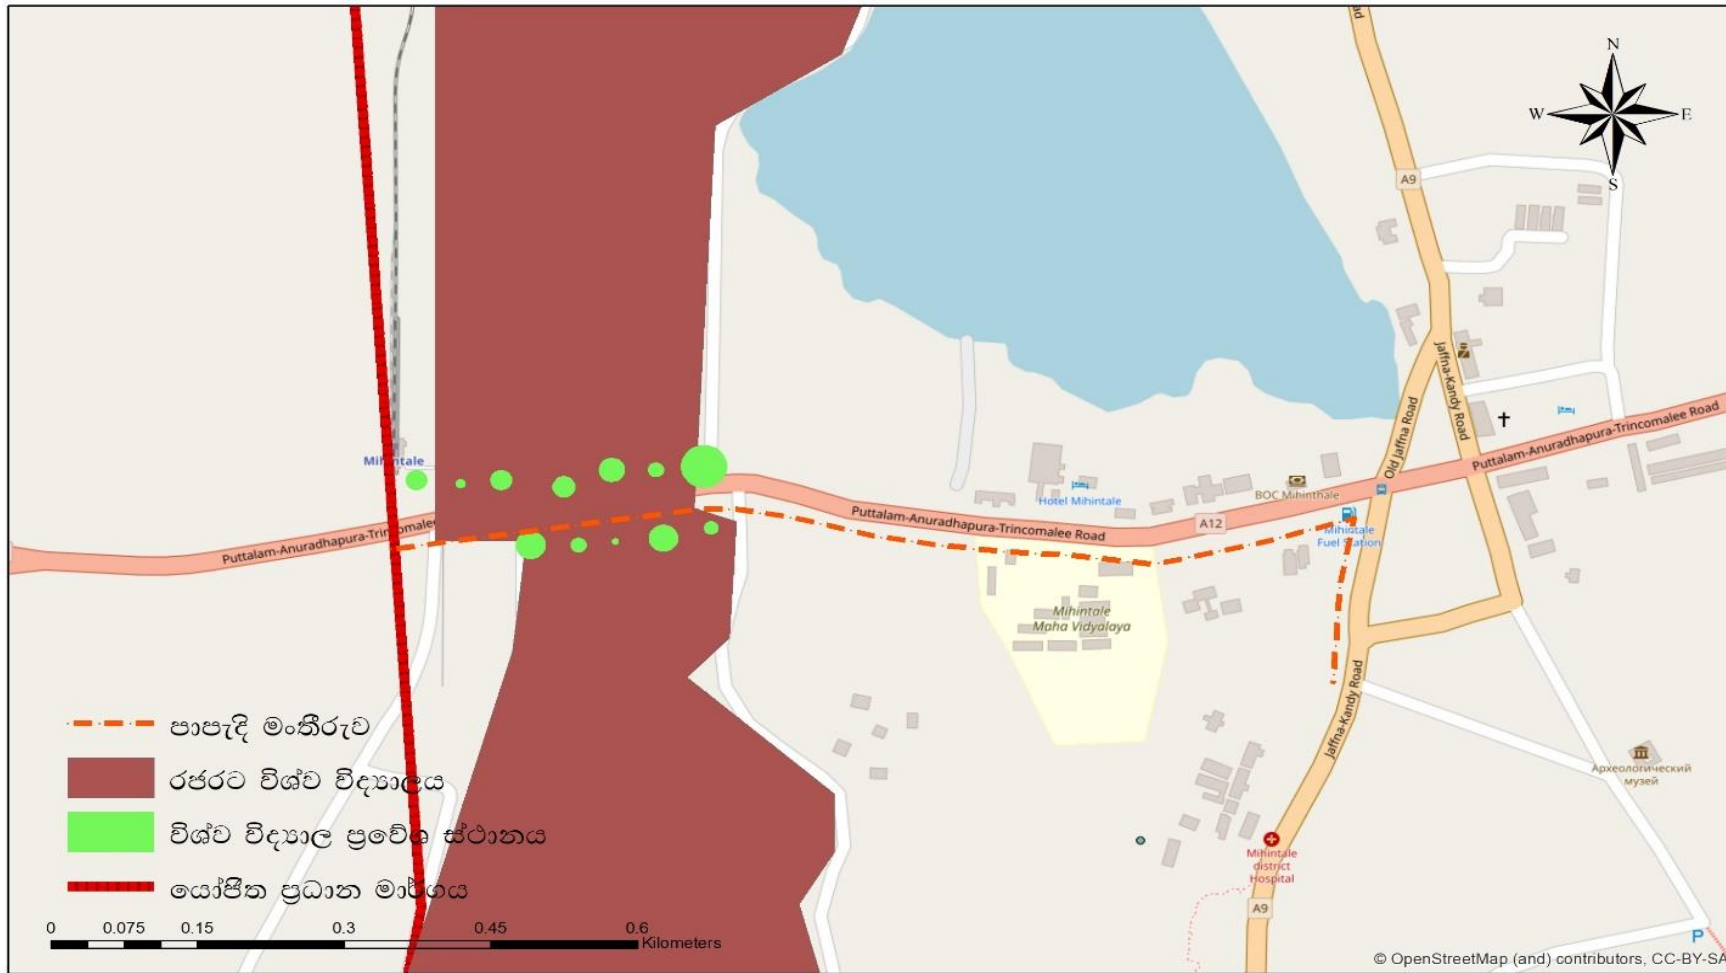 N
W E
S
ad
A9
Jaffna-Kandy Road
Old Jaffna Road
Puttalam-Anuradhapura-Trincomalee Road
Mihintale
Hotel Mihintale
BOC Mihinthale
Puttalam-Anuradhapura-Trincomalee Road
A12
Mihintale
Fuel Station
Puttalam-Anuradhapura-Trincomalee
Mihintale
Maha Vidyalaya
Jaffna-Kandy Road
පාපැදි මංතීරුව
රජරට විශ්ව විද්‍යාලය
විශ්ව විද්‍යාල ප්‍රවේශ ස්ථානය
යෝජිත ප්‍රධාන මාර්ගය
Археологический
музей
Mihintale
district
Hospital
A9
P
0 0.075 0.15 0.3 0.45 0.6
Kilometers
© OpenStreetMap (and) contributors, CC-BY-SA